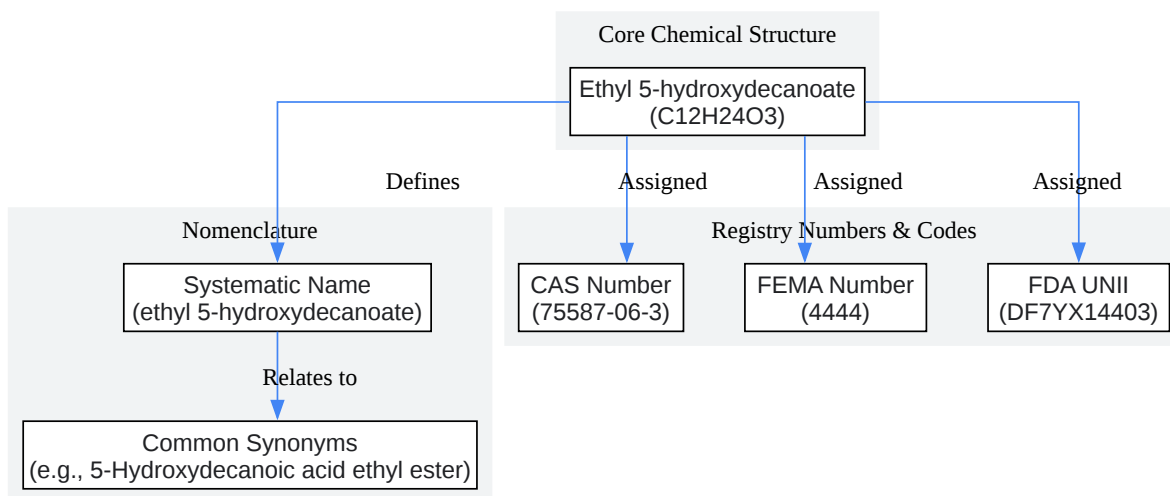 Core Chemical Structure
Ethyl 5-hydroxydecanoate
(C12H24O3)
Defines
Assigned
Assigned
Assigned
Nomenclature
Registry Numbers & Codes
Systematic Name
(ethyl 5-hydroxydecanoate)
CAS Number
(75587-06-3)
FEMA Number
(4444)
FDA UNII
(DF7YX14403)
Relates to
Common Synonyms
(e.g., 5-Hydroxydecanoic acid ethyl ester)